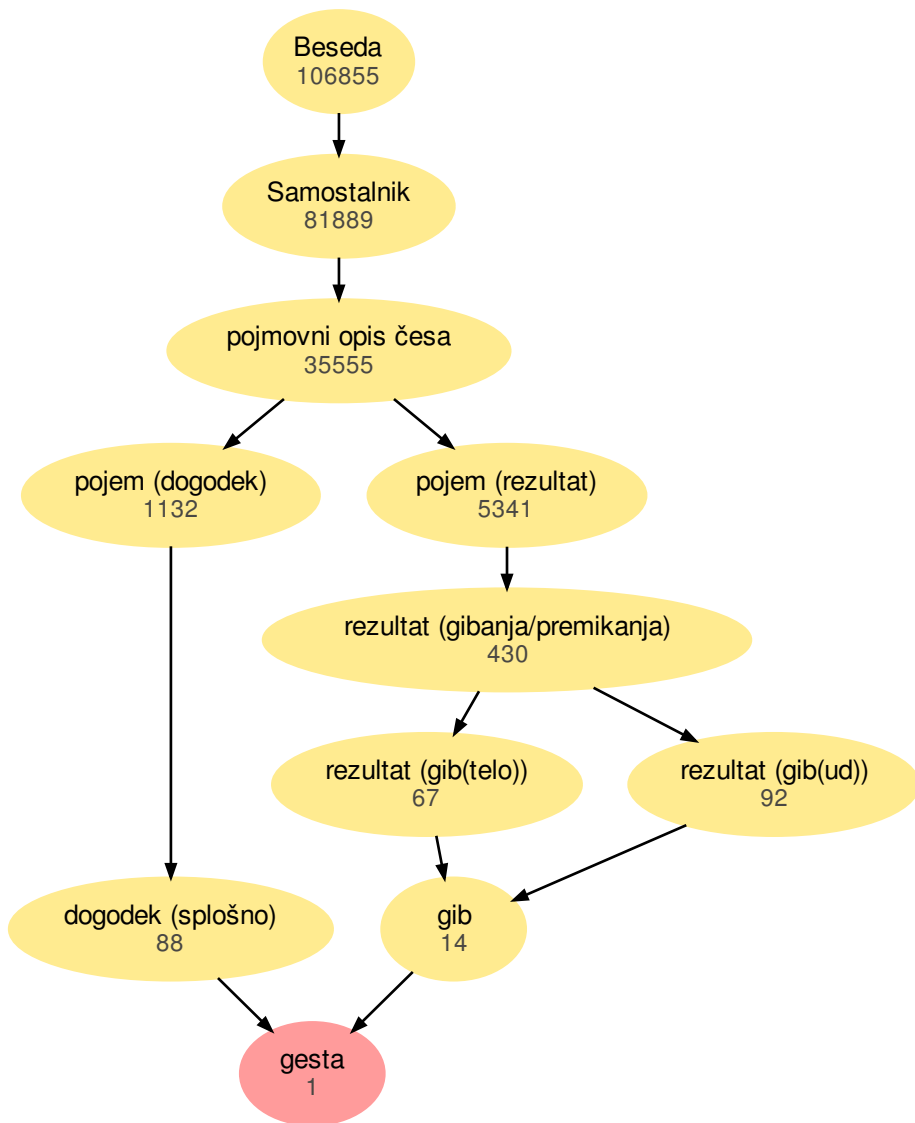 Beseda
106855
Samostalnik
81889
pojmovni opis česa
35555
pojem (dogodek)
1132
pojem (rezultat)
5341
rezultat (gibanja/premikanja)
430
rezultat (gib(telo))
67
rezultat (gib(ud))
92
dogodek (splošno)
88
gib
14
gesta
1